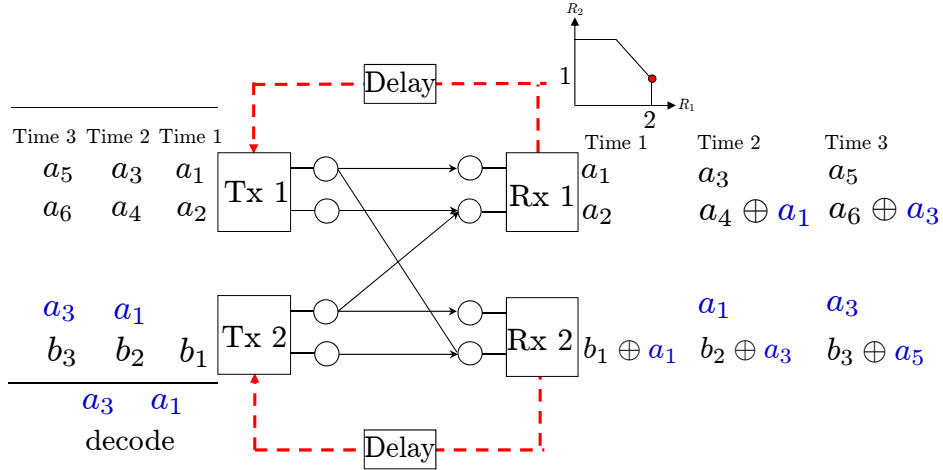 R₂
Delay
1
R₁
2
Time 3 Time 2 Time 1
Time 1 Time 2 Time 3
a₅ a₃ a₁
Tx 1
Rx 1
a₁ a₃ a₅
a₆ a₄ a₂
a₂ a₄ ⊕ a₁ a₆ ⊕ a₃
a₃ a₁
a₁ a₃
Tx 2
Rx 2
b₃ b₂ b₁
b₁ ⊕ a₁ b₂ ⊕ a₃ b₃ ⊕ a₅
a₃ a₁
decode
Delay